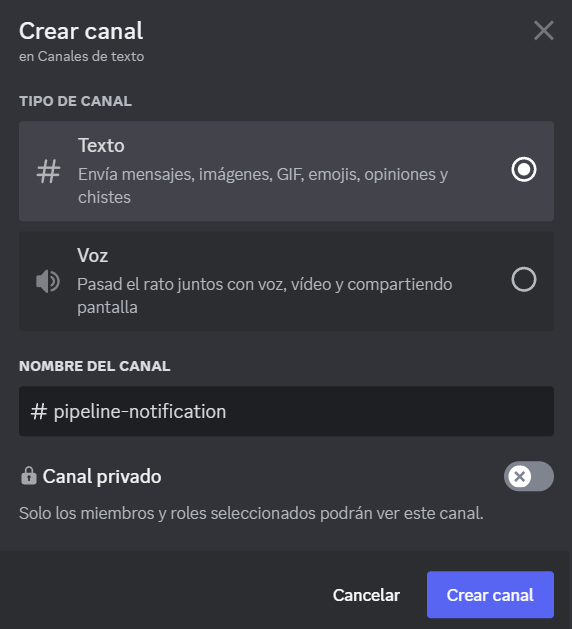 Crear canal
en Canales de texto
TIPO DE CANAL
Texto
Envía mensajes, imágenes, GIF, emojis, opiniones y
chistes
Voz
Pasad el rato juntos con voz, vídeo y compartiendo
pantalla
NOMBRE DEL CANAL
# pipeline-notification
Canal privado
Solo los miembros y roles seleccionados podrán ver este canal.
Cancelar
Crear canal